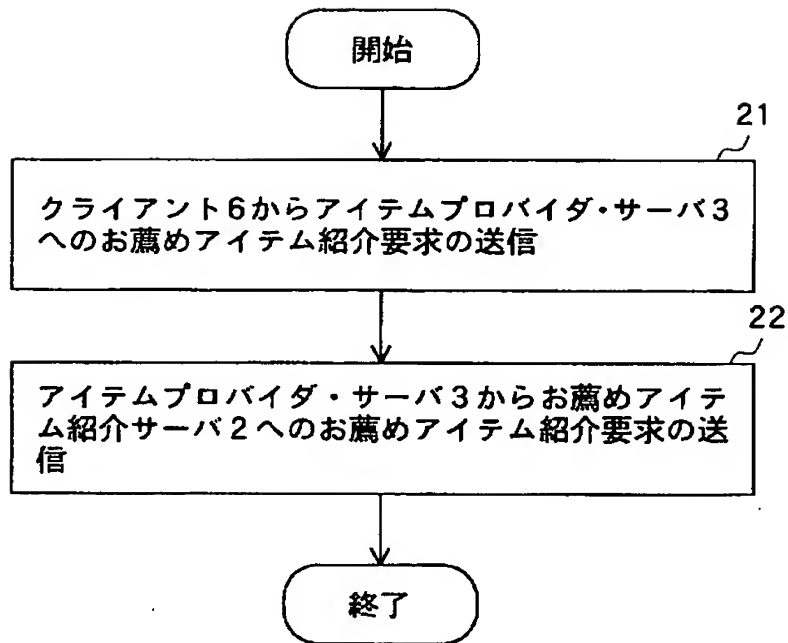 開始
21
クライアント6からアイテムプロバイダ・サーバ3
へのお薦めアイテム紹介要求の送信
22
アイテムプロバイダ・サーバ3からお薦めアイテ
ム紹介サーバ2へのお薦めアイテム紹介要求の送
信
終了